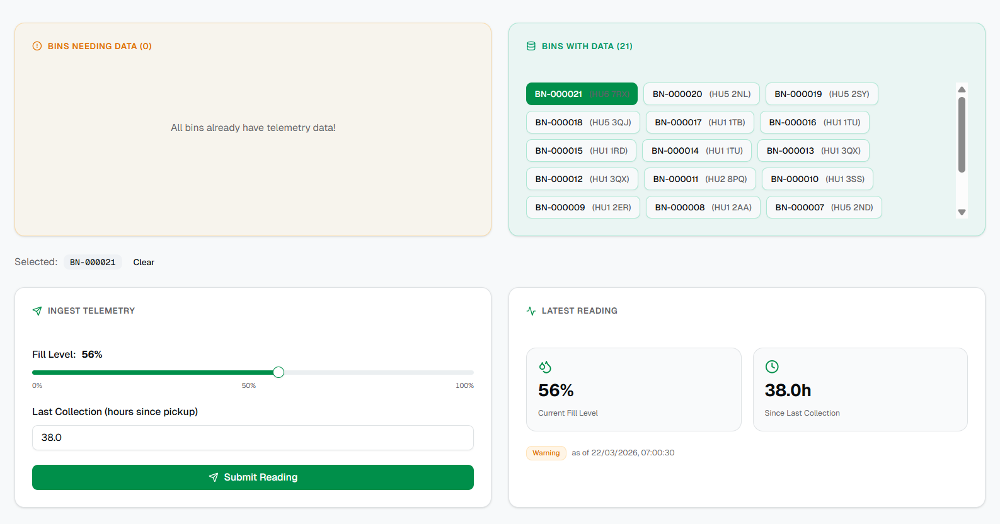 BINS NEEDING DATA (0)
All bins already have telemetry data!
BINS WITH DATA (21)
BN-000021
BN-000020 (HU5 2NL)
BN-000019 (HU5 2SY)
BN-000018 (HU5 3QJ)
BN-000017 (HU1 1TB)
BN-000016 (HU1 1TU)
BN-000015 (HU1 1RD)
BN-000014 (HU1 1TU)
BN-000013 (HU1 3QX)
BN-000012 (HU1 3QX)
BN-000011 (HU2 8PQ)
BN-000010 (HU1 3SS)
BN-000009 (HU1 2ER)
BN-000008 (HU1 2AA)
BN-000007 (HU5 2ND)
Selected: BN-000021 Clear
INGEST TELEMETRY
Fill Level: 56%
0% 50% 100%
Last Collection (hours since pickup)
38.0
Submit Reading
LATEST READING
56%
Current Fill Level
38.0h
Since Last Collection
Warning as of 22/03/2026, 07:00:30